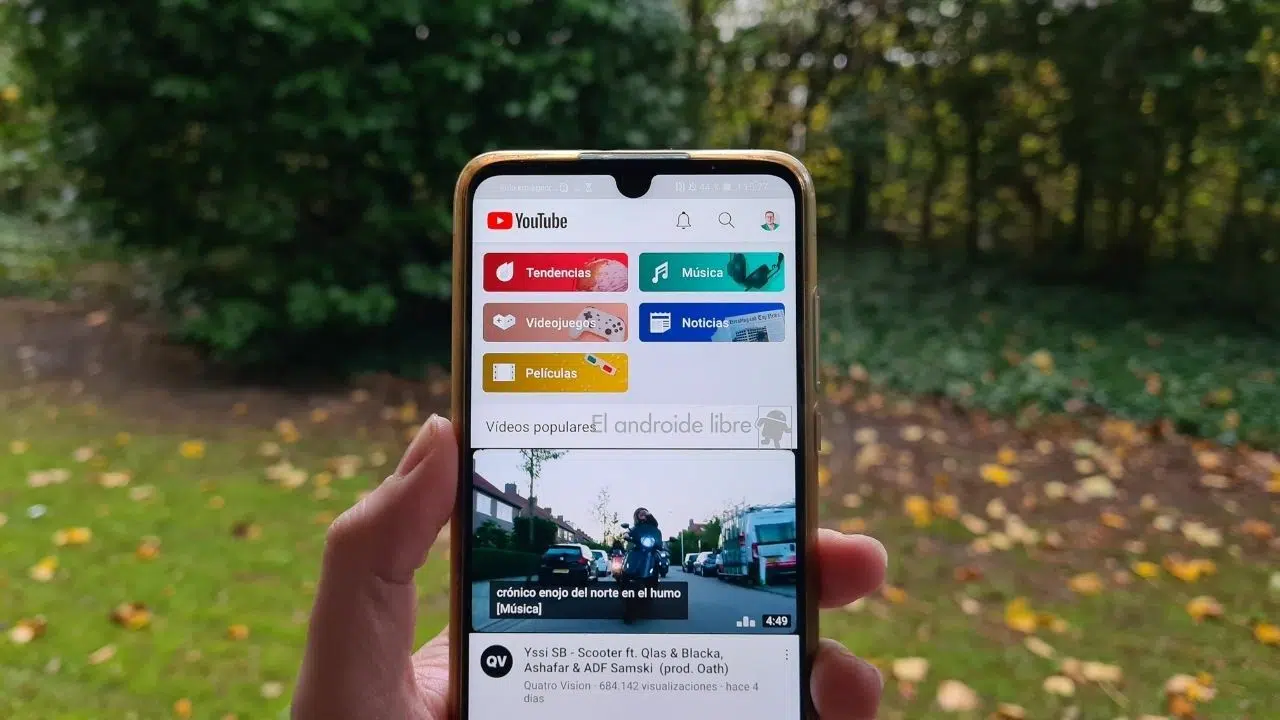 YouTube
Tendencias
Música
Videojuegos
Noticias
Películas
Vídeos populares
El androide libre
crónico enojo del norte en el humo
[Música]
4:49
QV
Yssi SB - Scooter ft. Qlas & Blacka,
Ashafar & ADF Samski (prod. Oath)
Quatro Vision - 684.142 visualizaciones - hace 4
días